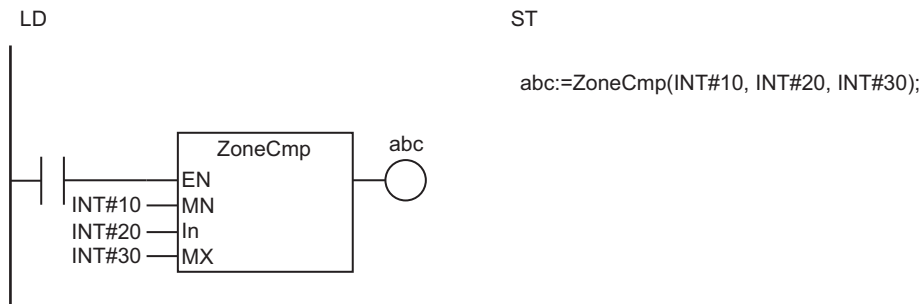 LD
ST
abc:=ZoneCmp(INT#10, INT#20, INT#30);
ZoneCmp
abc
EN
INT#10 MN
INT#20 In
INT#30 MX